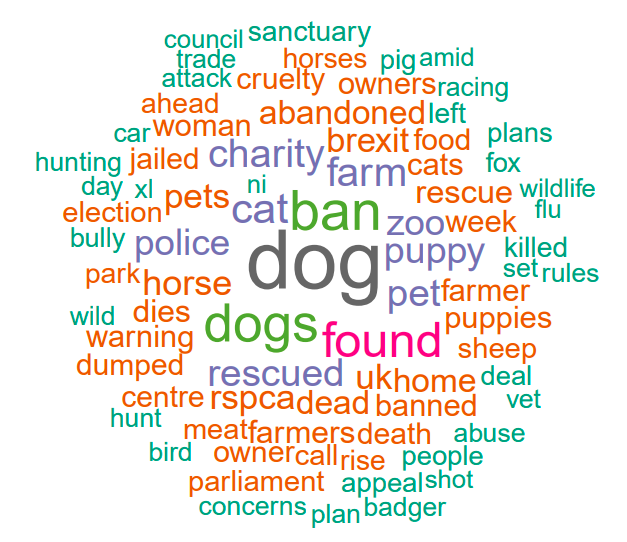 council sanctuary
trade horses pig amid
attack cruelty owners racing
ahead abandoned left
car woman brexit food plans
hunting jailed charity farm cats fox
day xl pets ni rescue wildlife
election cat ban zoo week flu
bully police dog puppy killed
park horse pet farmer set rules
wild dies dogs found puppies
warning sheep
dumped rescued uk home deal
centre rspca dead banned vet
hunt meat farmers death abuse
bird owner call rise people
parliament appeal shot
concerns plan badger